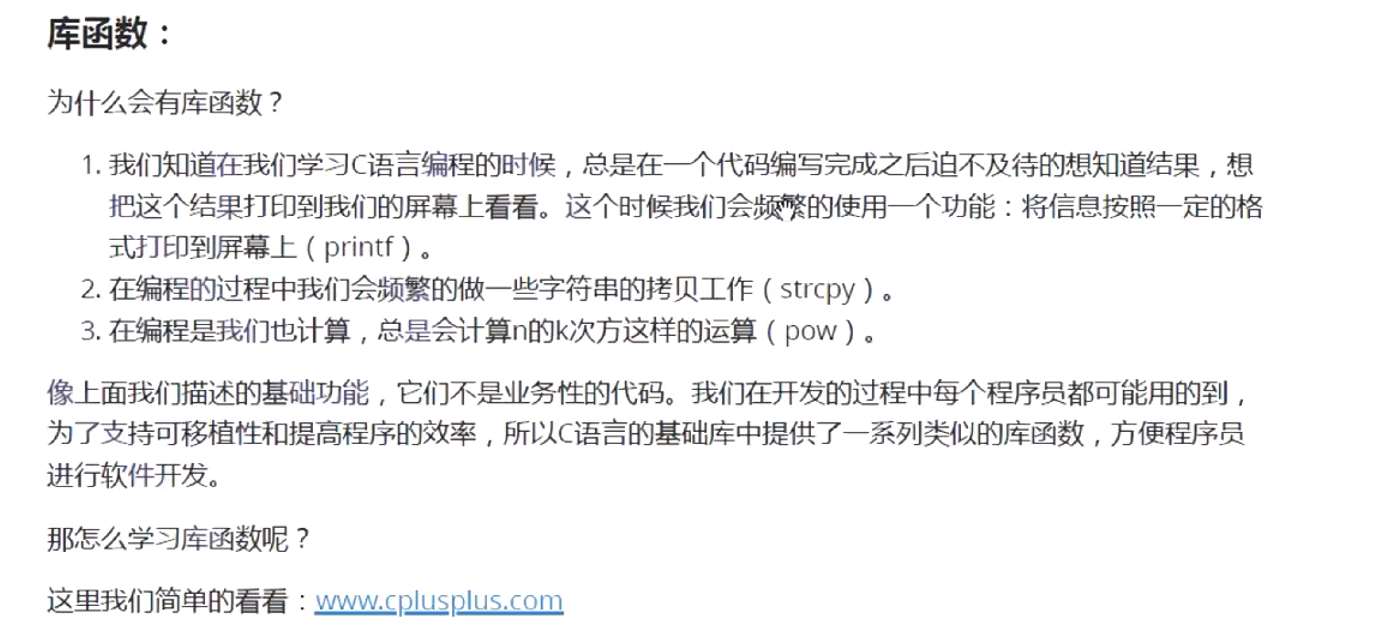 库函数：
为什么会有库函数？
1. 我们知道在我们学习C语言编程的时候，总是在一个代码编写完成之后迫不及待的想知道结果，想
把这个结果打印到我们的屏幕上看看。这个时候我们会频繁的使用一个功能：将信息按照一定的格
式打印到屏幕上（printf）。
2. 在编程的过程中我们会频繁的做一些字符串的拷贝工作（strcpy）。
3. 在编程是我们也计算，总是会计算n的k次方这样的运算（pow）。
像上面我们描述的基础功能，它们不是业务性的代码。我们在开发的过程中每个程序员都可能用的到，
为了支持可移植性和提高程序的效率，所以C语言的基础库中提供了一系列类似的库函数，方便程序员
进行软件开发。
那怎么学习库函数呢？
这里我们简单的看看：www.cplusplus.com